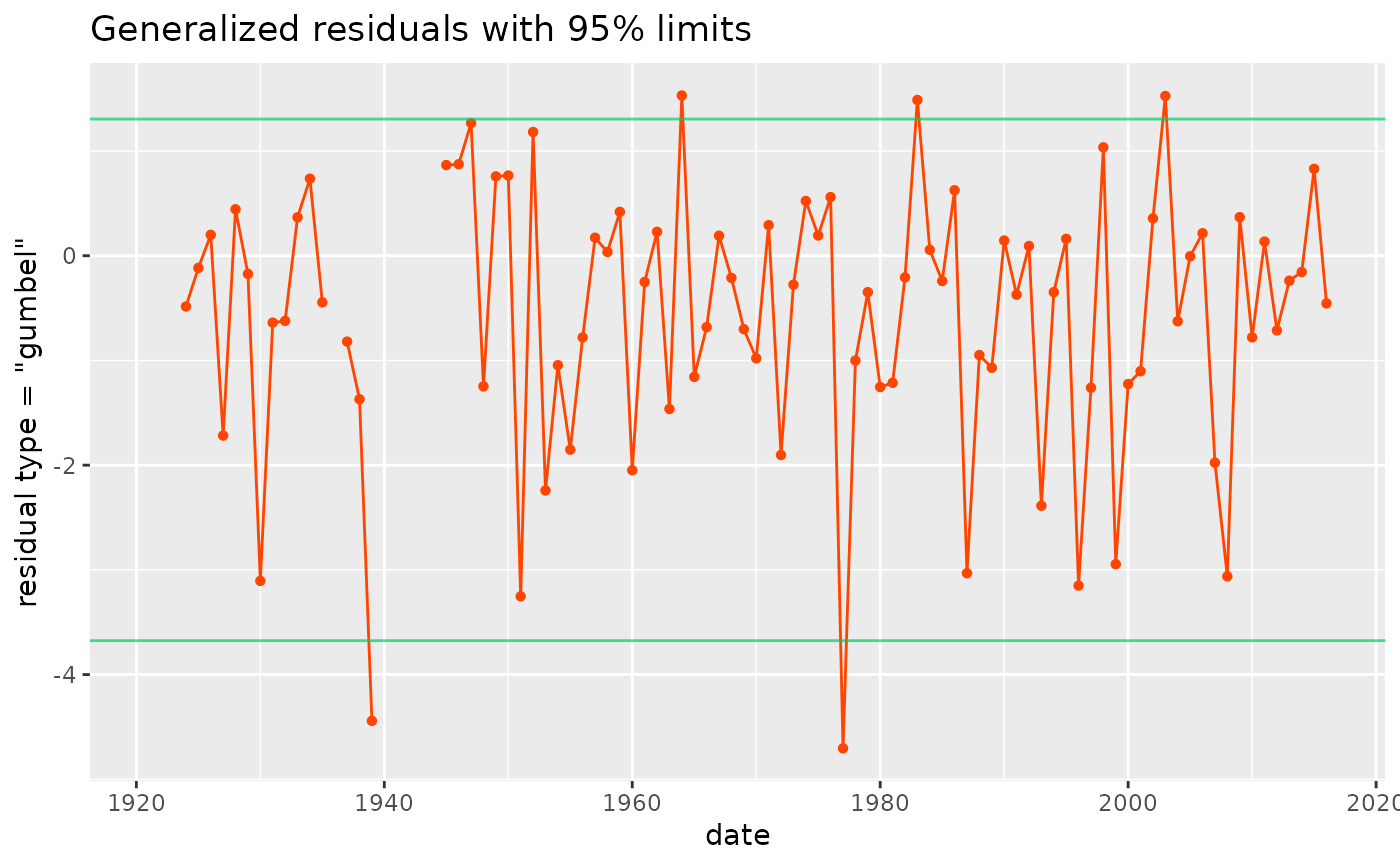 Generalized residuals with 95% limits
residual type = "gumbel"
0
-2
-4
1920 1940 1960 1980 2000 2020
date